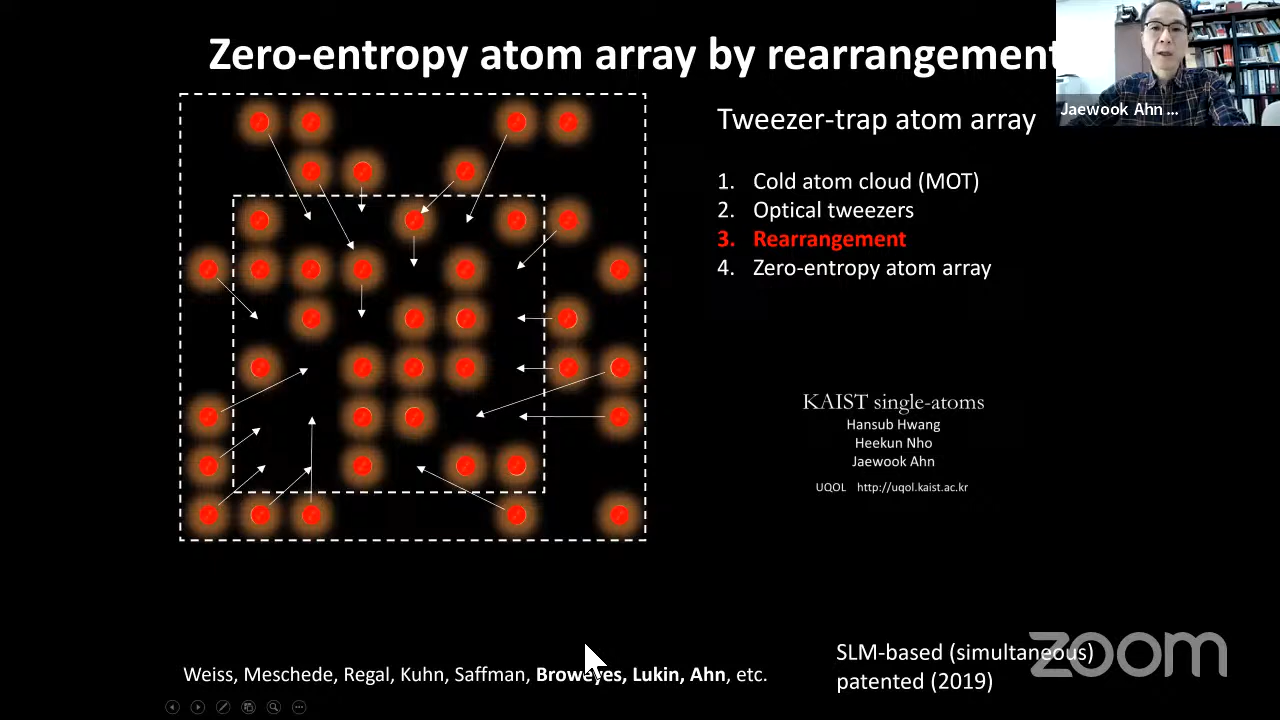 Zero-entropy atom array by rearrangement
Jaewook Ahn ...
Tweezer-trap atom array
1. Cold atom cloud (MOT)
2. Optical tweezers
3. Rearrangement
4. Zero-entropy atom array
KAIST single-atoms
Hansub Hwang
Heekun Nho
Jaewook Ahn
UQOL http://uqol.kaist.ac.kr
Weiss, Meschede, Regal, Kuhn, Saffman, Broweyes, Lukin, Ahn, etc.
SLM-based (simultaneous)
patented (2019)
zoom